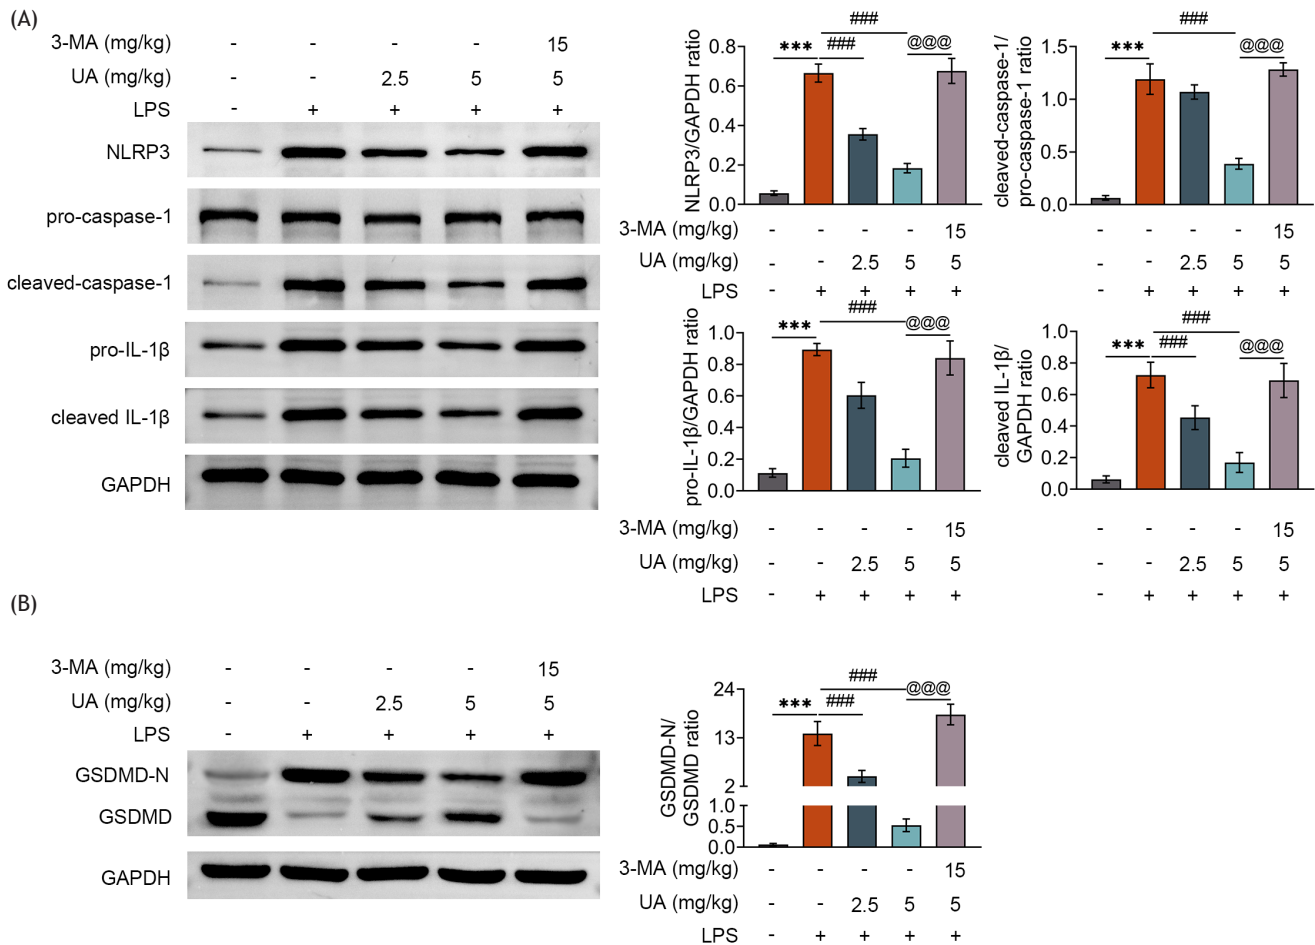 (A)
3-MA (mg/kg) - - - - 15
UA (mg/kg) - - 2.5 5 5
LPS - + + + +
NLRP3
pro-caspase-1
cleaved-caspase-1
pro-IL-1β
cleaved IL-1β
GAPDH
NLRP3/GAPDH ratio
0.8
0.6
0.4
0.2
0.0
*** ### ### @@@
3-MA (mg/kg) - - - - 15
UA (mg/kg) - - 2.5 5 5
LPS - + + + +
cleaved-caspase-1/
pro-caspase-1 ratio
1.5
1.0
0.5
0.0
*** ### @@@
- - - - 15
- - 2.5 5 5
- + + + +
pro-IL-1β/GAPDH ratio
1.0
0.8
0.6
0.4
0.2
0.0
*** ### @@@
3-MA (mg/kg) - - - - 15
UA (mg/kg) - - 2.5 5 5
LPS - + + + +
cleaved IL-1β/
GAPDH ratio
1.0
0.8
0.6
0.4
0.2
0.0
*** ### ### @@@
- - - - 15
- - 2.5 5 5
- + + + +
(B)
3-MA (mg/kg) - - - - 15
UA (mg/kg) - - 2.5 5 5
LPS - + + + +
GSDMD-N
GSDMD
GAPDH
GSDMD-N/
GSDMD ratio
24
13
2
1.0
0.5
0.0
*** ### ### @@@
3-MA (mg/kg) - - - - 15
UA (mg/kg) - - 2.5 5 5
LPS - + + + +